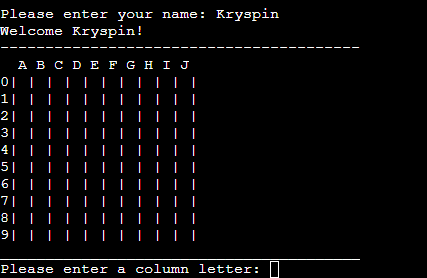 Please enter your name: Kryspin
Welcome Kryspin!
----------------------------------------
  A B C D E F G H I J
0| | | | | | | | | | |
1| | | | | | | | | | |
2| | | | | | | | | | |
3| | | | | | | | | | |
4| | | | | | | | | | |
5| | | | | | | | | | |
6| | | | | | | | | | |
7| | | | | | | | | | |
8| | | | | | | | | | |
9| | | | | | | | | | |
________________________________________
Please enter a column letter: